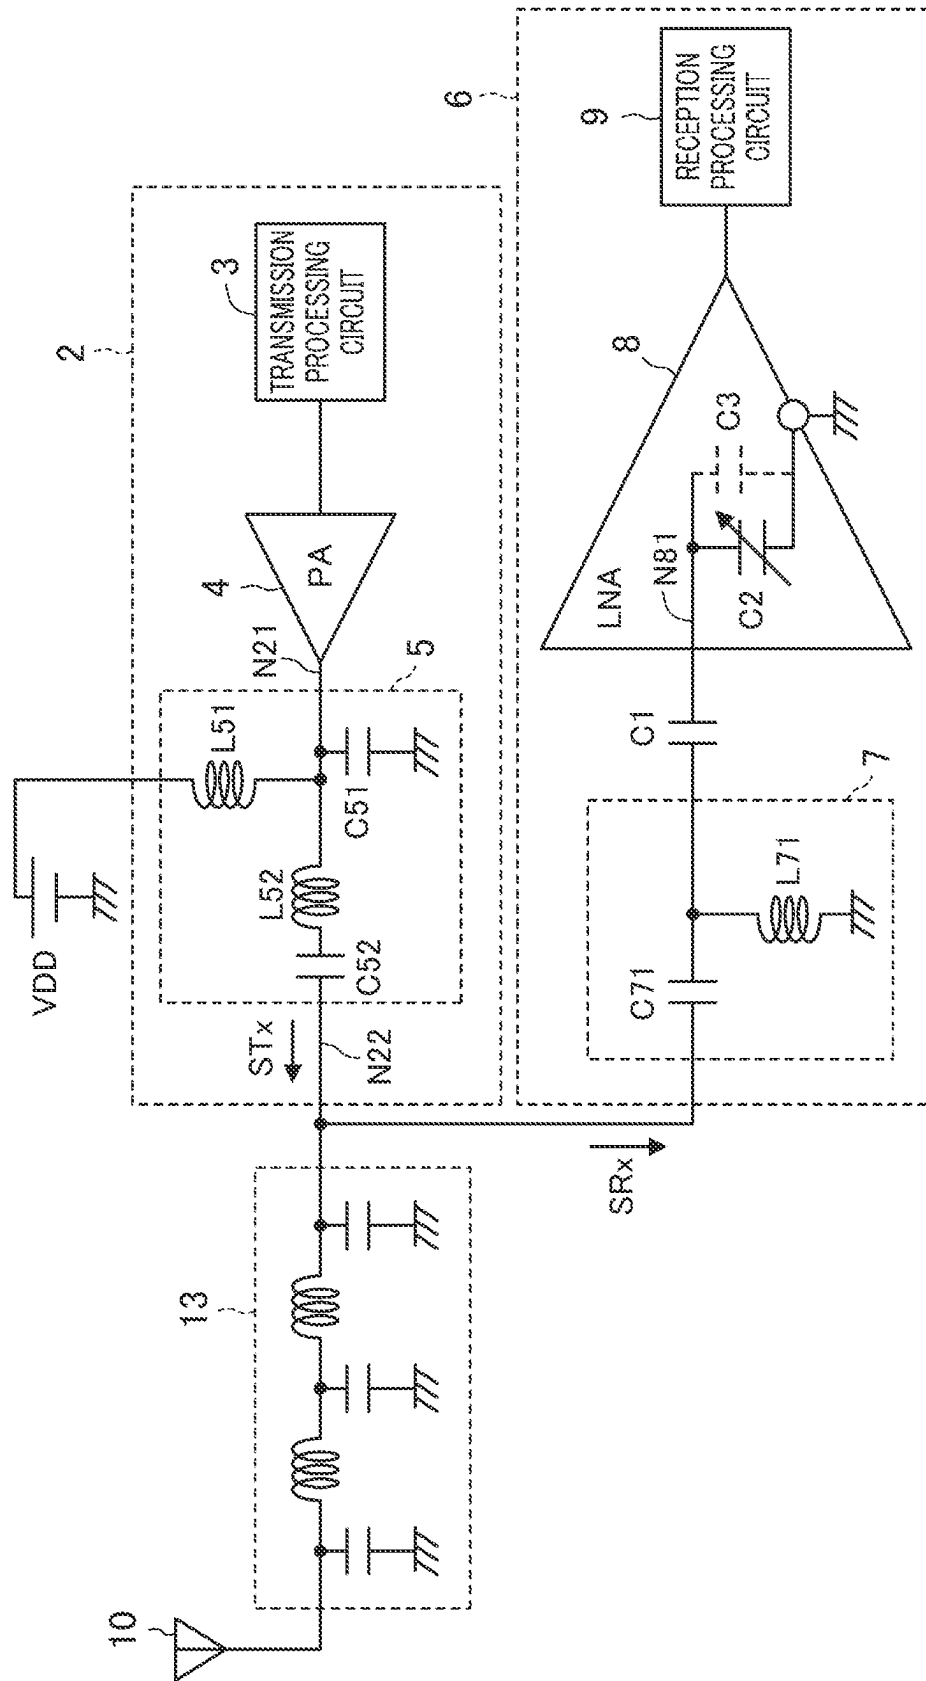 10
13
VDD
2
STx
N22
C52
L52
L51
C51
5
N21
4
PA
3
TRANSMISSION
PROCESSING
CIRCUIT
SRx
6
C71
L71
7
C1
LNA
N81
C2
C3
8
9
RECEPTION
PROCESSING
CIRCUIT